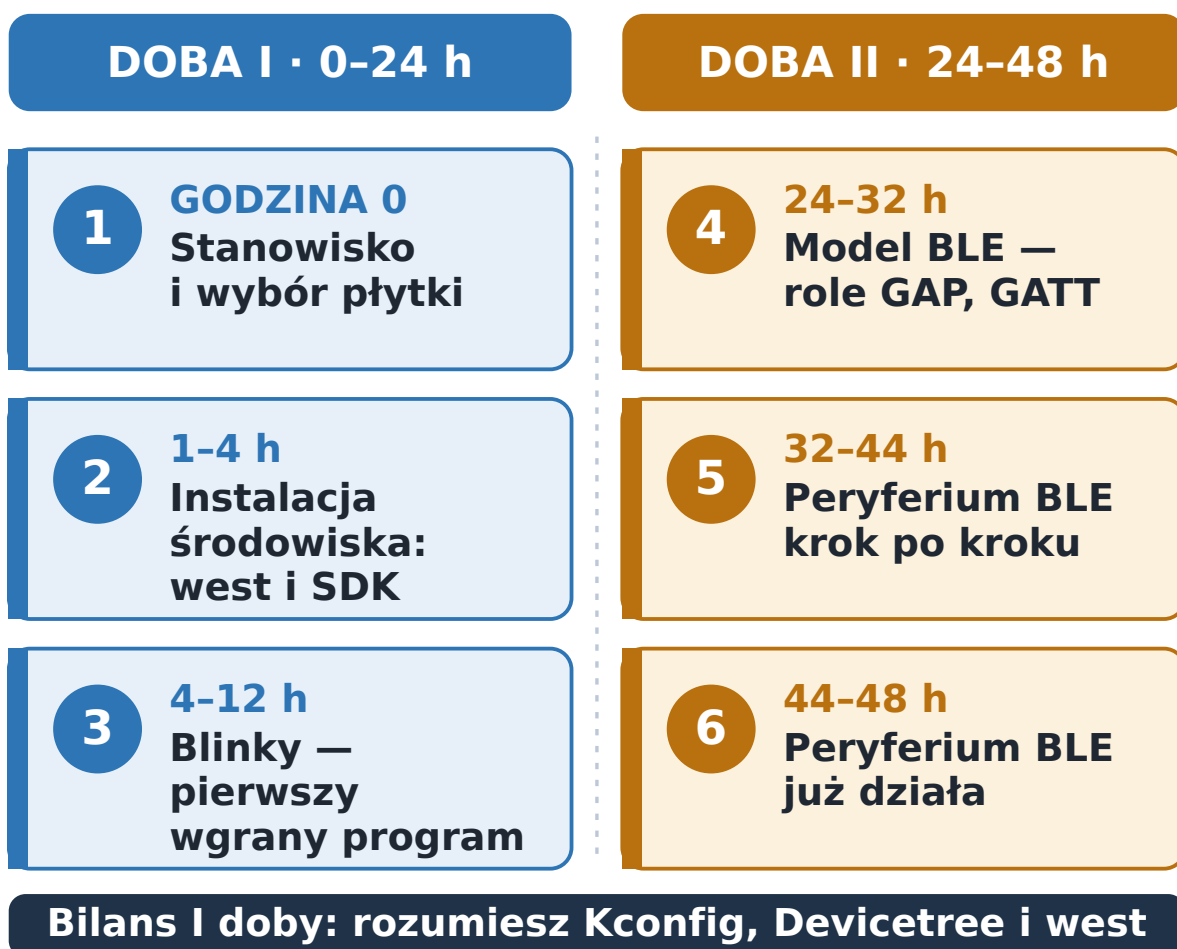 DOBA I · 0–24 h
1
GODZINA 0
Stanowisko
i wybór płytki
2
1–4 h
Instalacja
środowiska:
west i SDK
3
4–12 h
Blinky —
pierwszy
wgrany program
DOBA II · 24–48 h
4
24–32 h
Model BLE —
role GAP, GATT
5
32–44 h
Peryferium BLE
krok po kroku
6
44–48 h
Peryferium BLE
już działa
Bilans I doby: rozumiesz Kconfig, Devicetree i west